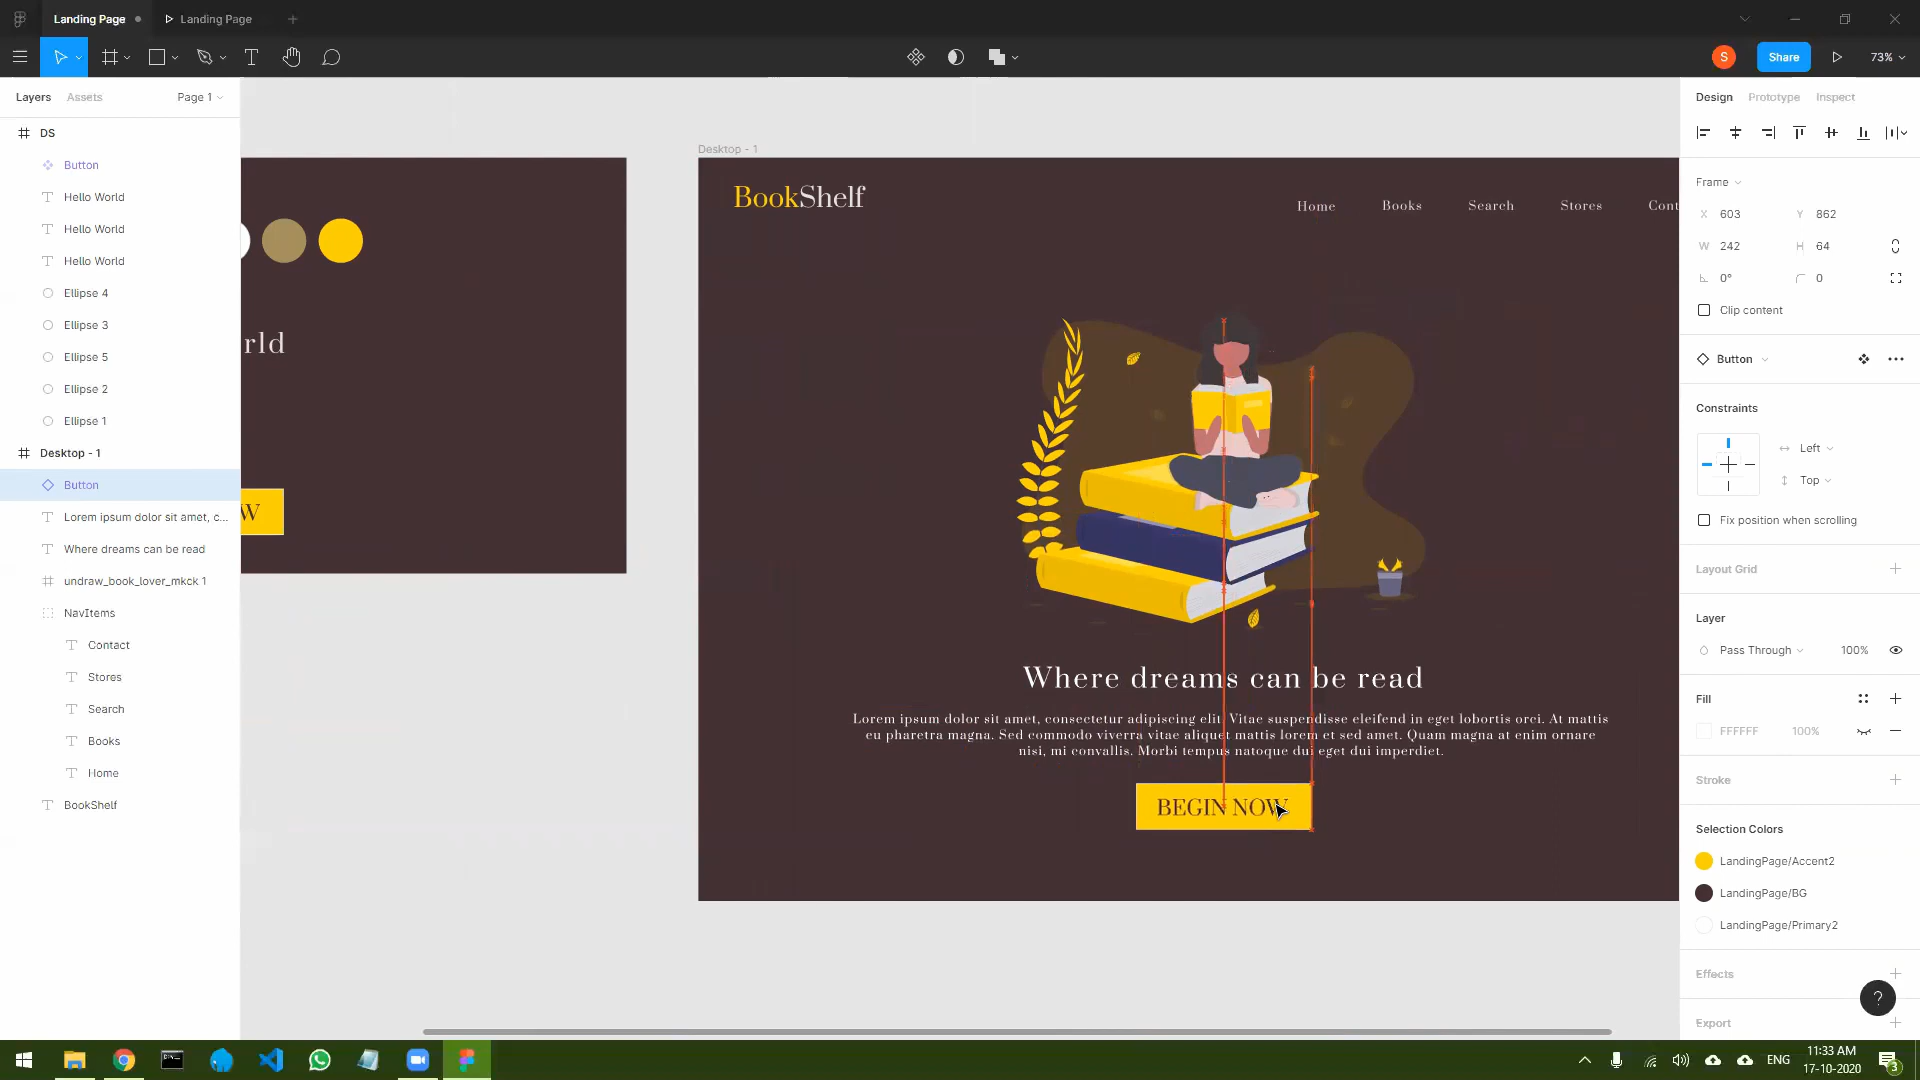 Landing Page
Landing Page
S
Share
73%
Layers
Assets
Page 1
DS
Button
Hello World
Hello World
Hello World
Ellipse 4
Ellipse 3
Ellipse 5
Ellipse 2
Ellipse 1
Desktop - 1
Button
Lorem ipsum dolor sit amet, c...
Where dreams can be read
undraw_book_lover_mkck 1
NavItems
Contact
Stores
Search
Books
Home
BookShelf
rld
W
Desktop - 1
BookShelf
Home
Books
Search
Stores
Cont
Where dreams can be read
Lorem ipsum dolor sit amet, consectetur adipiscing elit. Vitae suspendisse eleifend in eget lobortis orci. At mattis
eu pharetra magna. Sed commodo viverra vitae aliquet mattis lorem et sed amet. Quam magna at enim ornare
nisi, mi convallis. Morbi tempus natoque dui eget dui imperdiet.
BEGIN NOW
Design
Prototype
Inspect
Frame
X 603
Y 862
W 242
H 64
0°
0
Clip content
Button
Constraints
Left
Top
Fix position when scrolling
Layout Grid
Layer
Pass Through
100%
Fill
FFFFFF
100%
Stroke
Selection Colors
LandingPage/Accent2
LandingPage/BG
LandingPage/Primary2
Effects
?
Export
ENG
11:33 AM
17-10-2020
3